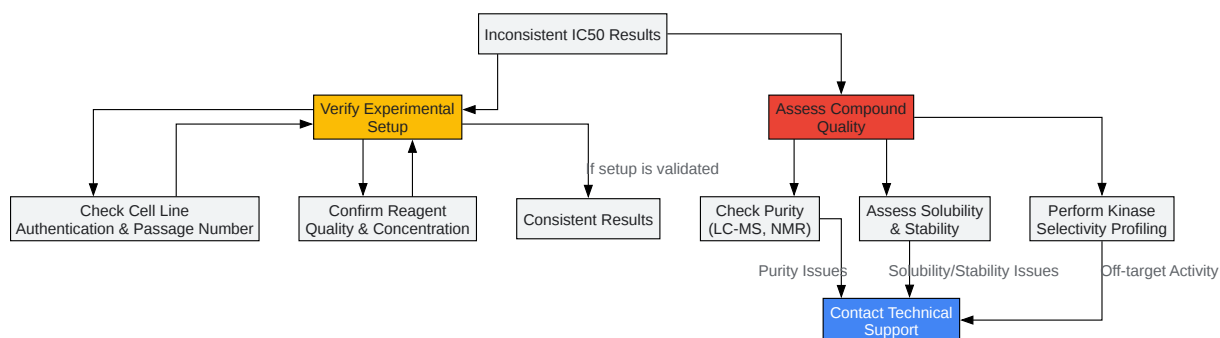 Inconsistent IC50 Results
Verify Experimental
Setup
Assess Compound
Quality
If setup is validated
Check Cell Line
Authentication & Passage Number
Confirm Reagent
Quality & Concentration
Consistent Results
Check Purity
(LC-MS, NMR)
Assess Solubility
& Stability
Perform Kinase
Selectivity Profiling
Purity Issues
Solubility/Stability Issues
Off-target Activity
Contact Technical
Support